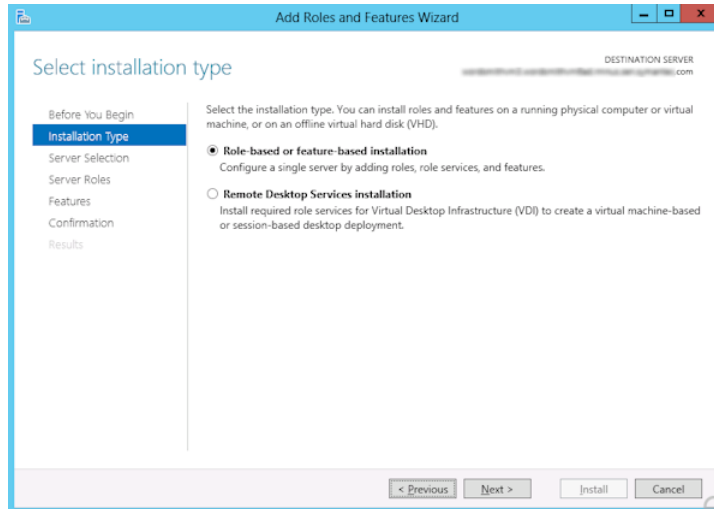 Add Roles and Features Wizard
Select installation type
DESTINATION SERVER
.com
Before You Begin
Installation Type
Server Selection
Server Roles
Features
Confirmation
Results
Select the installation type. You can install roles and features on a running physical computer or virtual
machine, or on an offline virtual hard disk (VHD).
Role-based or feature-based installation
Configure a single server by adding roles, role services, and features.
Remote Desktop Services installation
Install required role services for Virtual Desktop Infrastructure (VDI) to create a virtual machine-based
or session-based desktop deployment.
< Previous
Next >
Install
Cancel